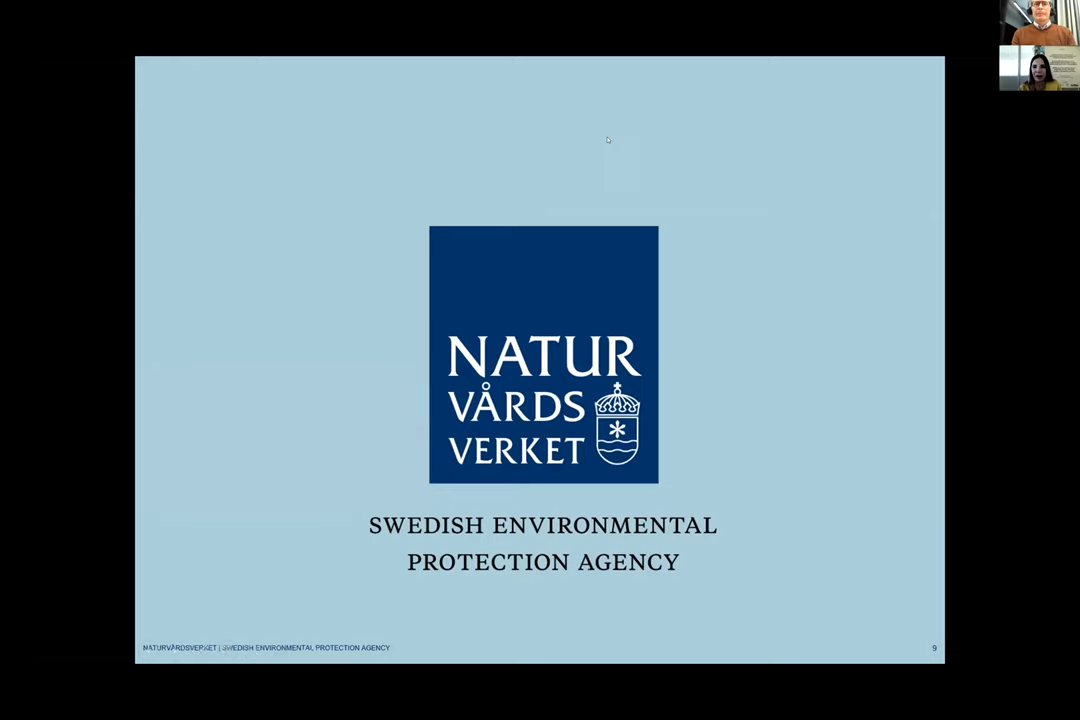 NATUR
VÅRDS
VERKET
SWEDISH ENVIRONMENTAL
PROTECTION AGENCY
NATURVÅRDSVERKET | SWEDISH ENVIRONMENTAL PROTECTION AGENCY
9